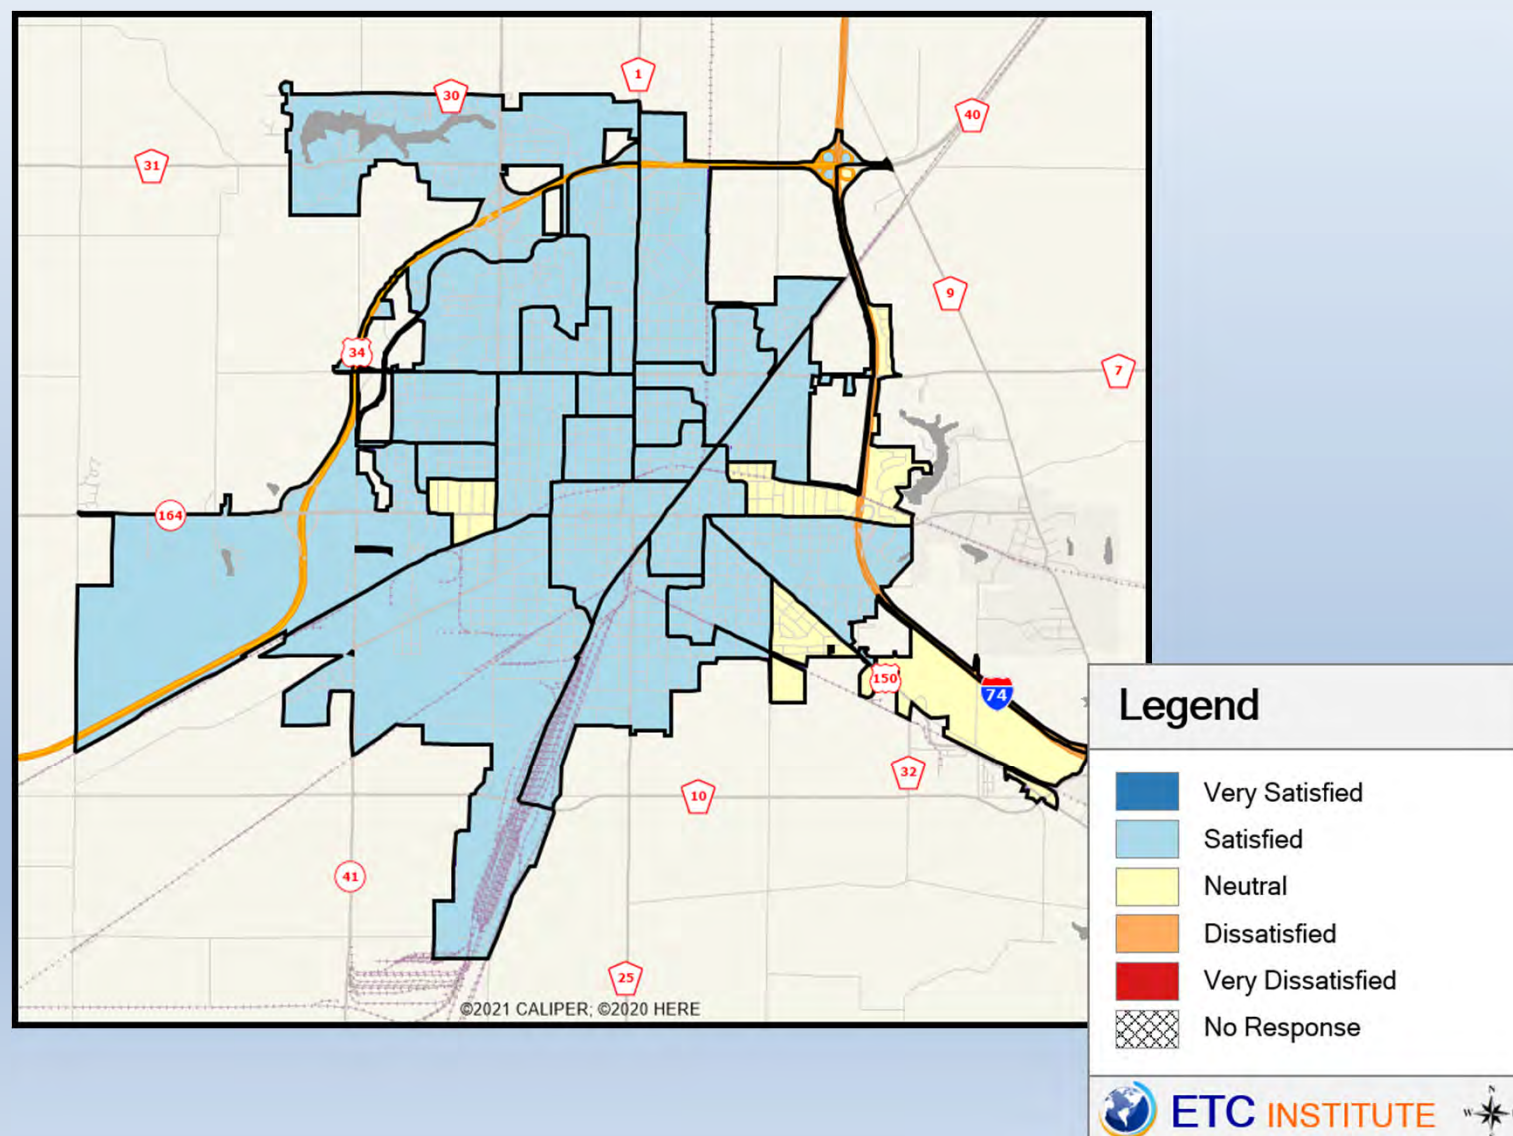 1
30
40
31
9
34
7
164
150
74
32
10
41
25
©2021 CALIPER; ©2020 HERE
Legend
Very Satisfied
Satisfied
Neutral
Dissatisfied
Very Dissatisfied
No Response
ETC INSTITUTE
N
W